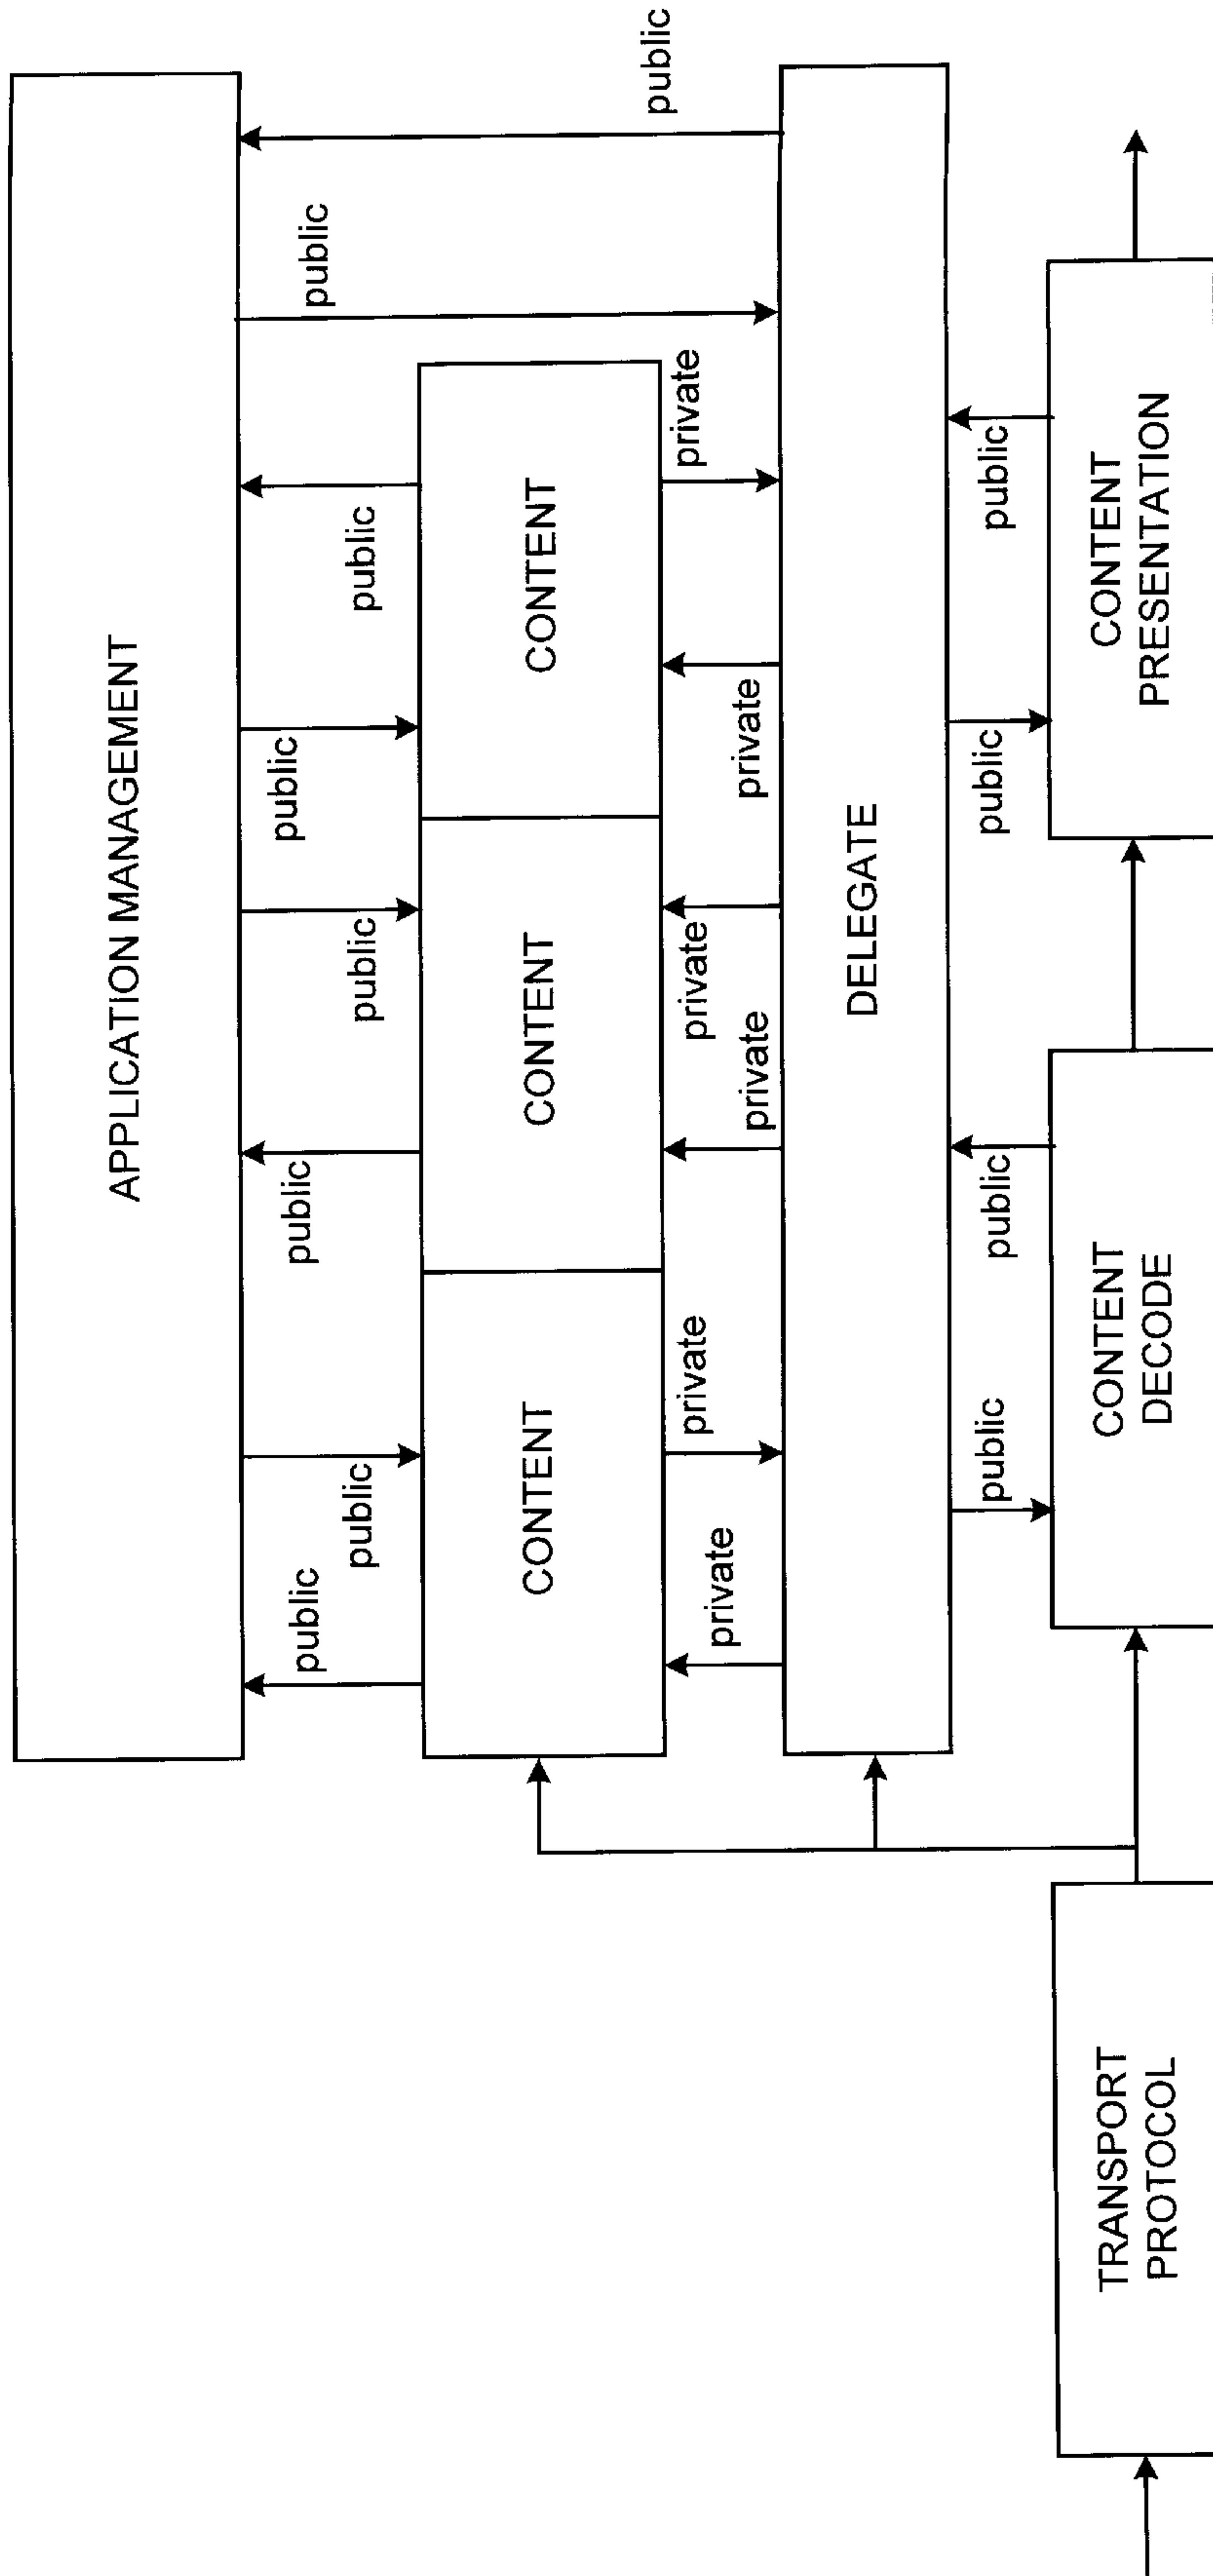 APPLICATION MANAGEMENT
public
public
public
public
public
public
public
CONTENT
CONTENT
CONTENT
public
private
private
private
private
private
private
DELEGATE
public
public
public
public
TRANSPORT
PROTOCOL
CONTENT
DECODE
CONTENT
PRESENTATION